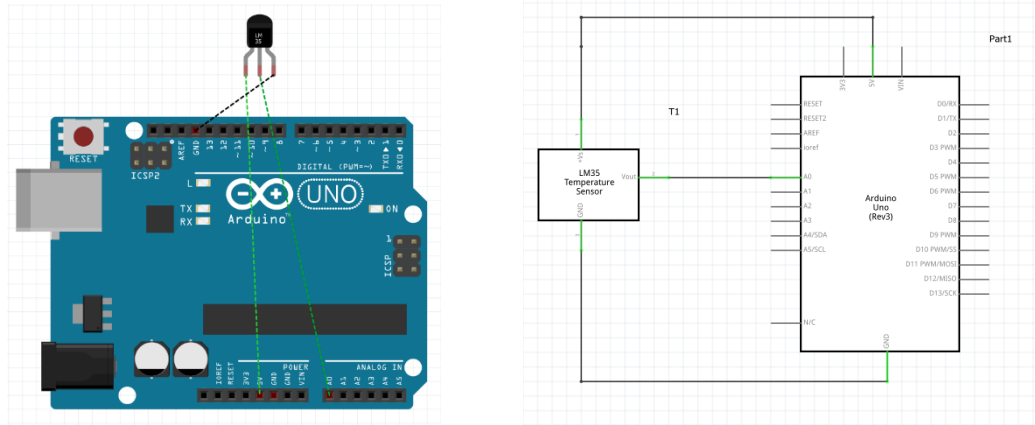 LM
35
RESET
ICSP2
AREF
GND
13
12
~11
~10
~9
8
7
~6
~5
4
~3
2
TX0▶1
RX0◀0
DIGITAL (PWM=~)
L
TX
RX
Arduino
UNO
ON
1
ICSP
POWER
ANALOG IN
IOREF
RESET
3V3
5V
GND
GND
VIN
A0
A1
A2
A3
A4
A5
Part1
T1
3V3
5V
VIN
RESET
RESET2
AREF
ioref
A0
A1
A2
A3
A4/SDA
A5/SCL
N/C
D0/RX
D1/TX
D2
D3 PWM
D4
D5 PWM
D6 PWM
D7
D8
D9 PWM
D10 PWM/SS
D11 PWM/MOSI
D12/MISO
D13/SCK
GND
Arduino
Uno
(Rev3)
+Vs
LM35
Temperature
Sensor
Vout
GND